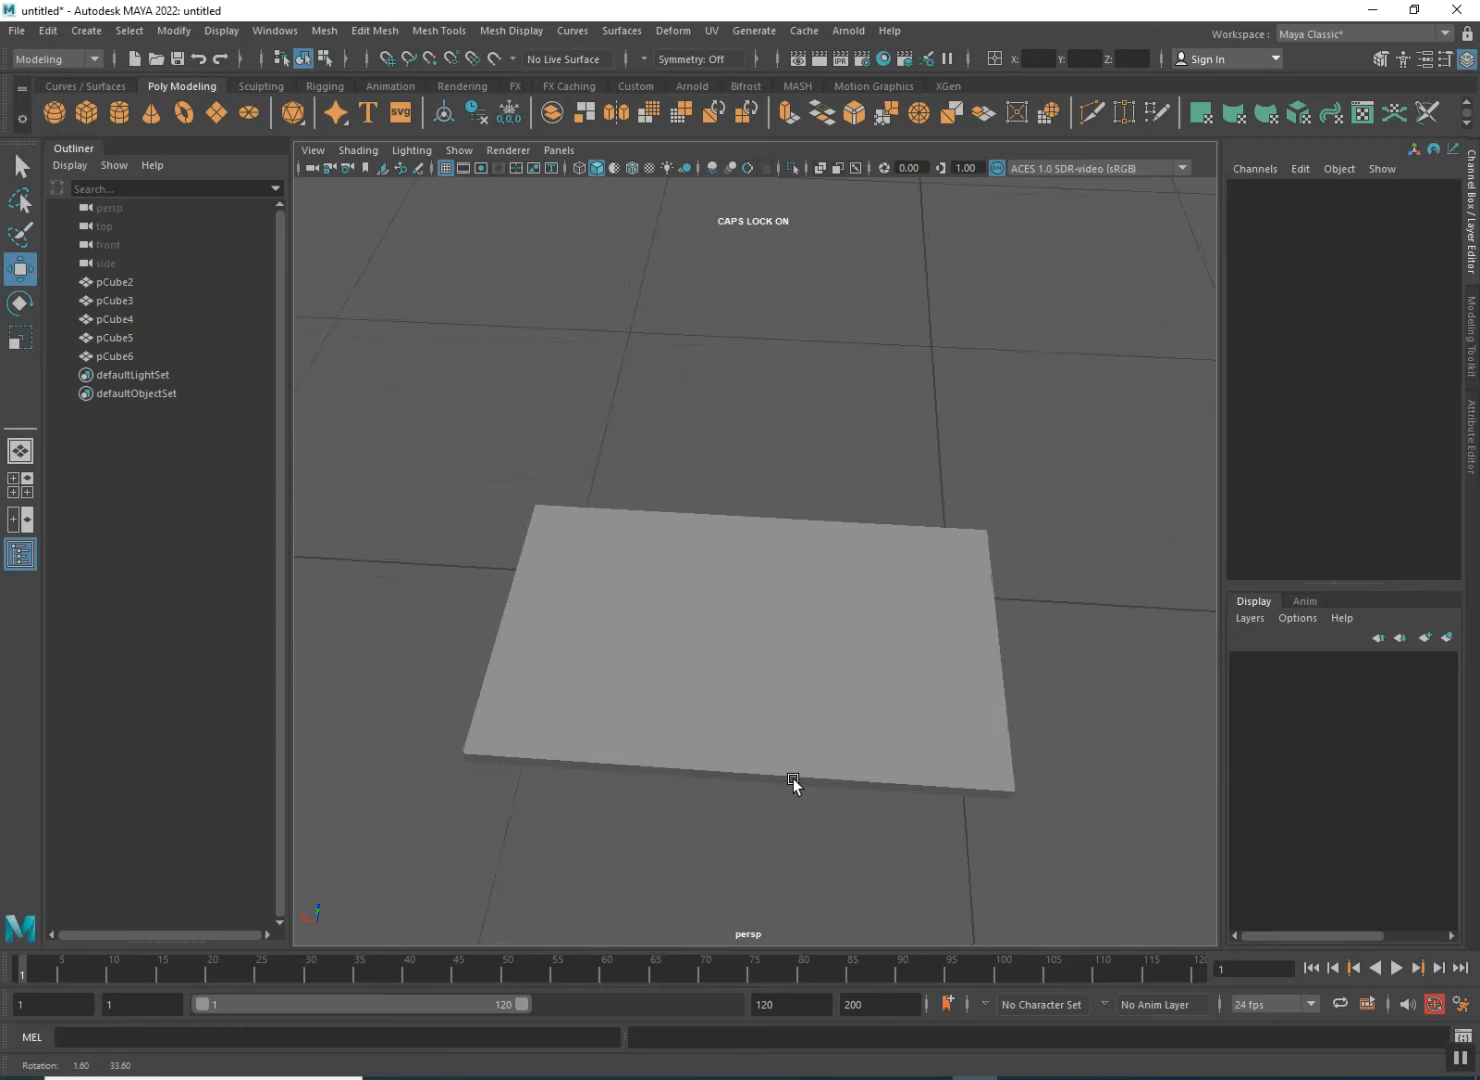 untitled* - Autodesk MAYA 2022: untitled
File Edit Create Select Modify Display Windows Mesh Edit Mesh Mesh Tools Mesh Display Curves Surfaces Deform UV Generate Cache Arnold Help
Workspace : Maya Classic*
Modeling No Live Surface Symmetry: Off X: Y: Z: Sign In
Curves / Surfaces Poly Modeling Sculpting Rigging Animation Rendering FX FX Caching Custom Arnold Bifrost MASH Motion Graphics XGen
T SVG 0,0,0
Outliner
Display Show Help
Search...
persp
top
front
side
pCube2
pCube3
pCube4
pCube5
pCube6
defaultLightSet
defaultObjectSet
View Shading Lighting Show Renderer Panels
0.00 1.00 ACES 1.0 SDR-video (sRGB)
CAPS LOCK ON
persp
Channels Edit Object Show
Channel Box / Layer Editor
Modeling Toolkit
Attribute Editor
Display Anim
Layers Options Help
1 5 10 15 20 25 30 35 40 45 50 55 60 65 70 75 80 85 90 95 100 105 110 115 120
1
1 1 1 120 120 200 No Character Set No Anim Layer 24 fps
MEL
Rotation: 1.60 33.60